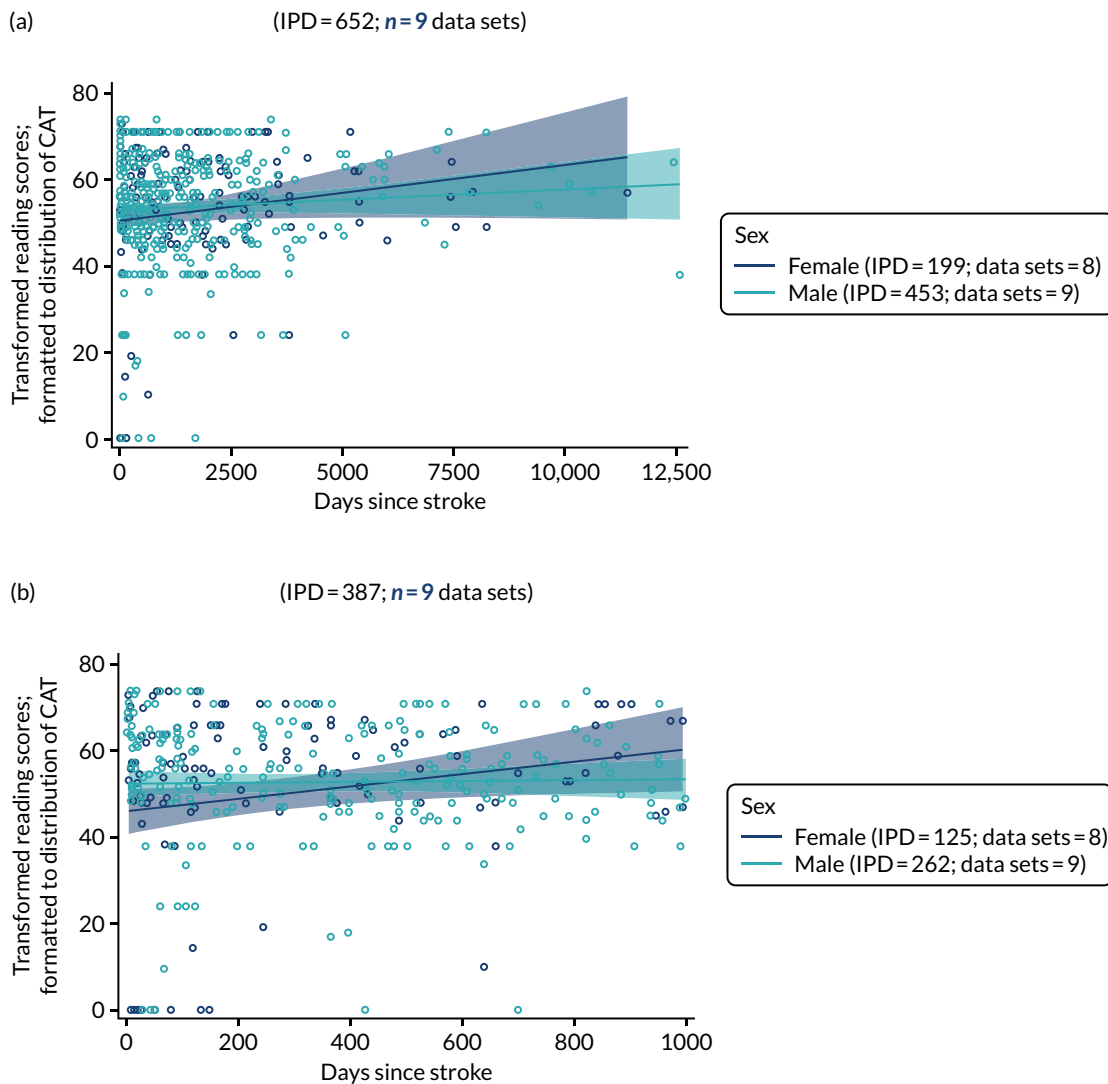 (a)
(IPD = 652; n = 9 data sets)
Transformed reading scores;
formatted to distribution of CAT
80
60
40
20
0
0 2500 5000 7500 10,000 12,500
Days since stroke
Sex
Female (IPD = 199; data sets = 8)
Male (IPD = 453; data sets = 9)
(b)
(IPD = 387; n = 9 data sets)
Transformed reading scores;
formatted to distribution of CAT
80
60
40
20
0
0 200 400 600 800 1000
Days since stroke
Sex
Female (IPD = 125; data sets = 8)
Male (IPD = 262; data sets = 9)